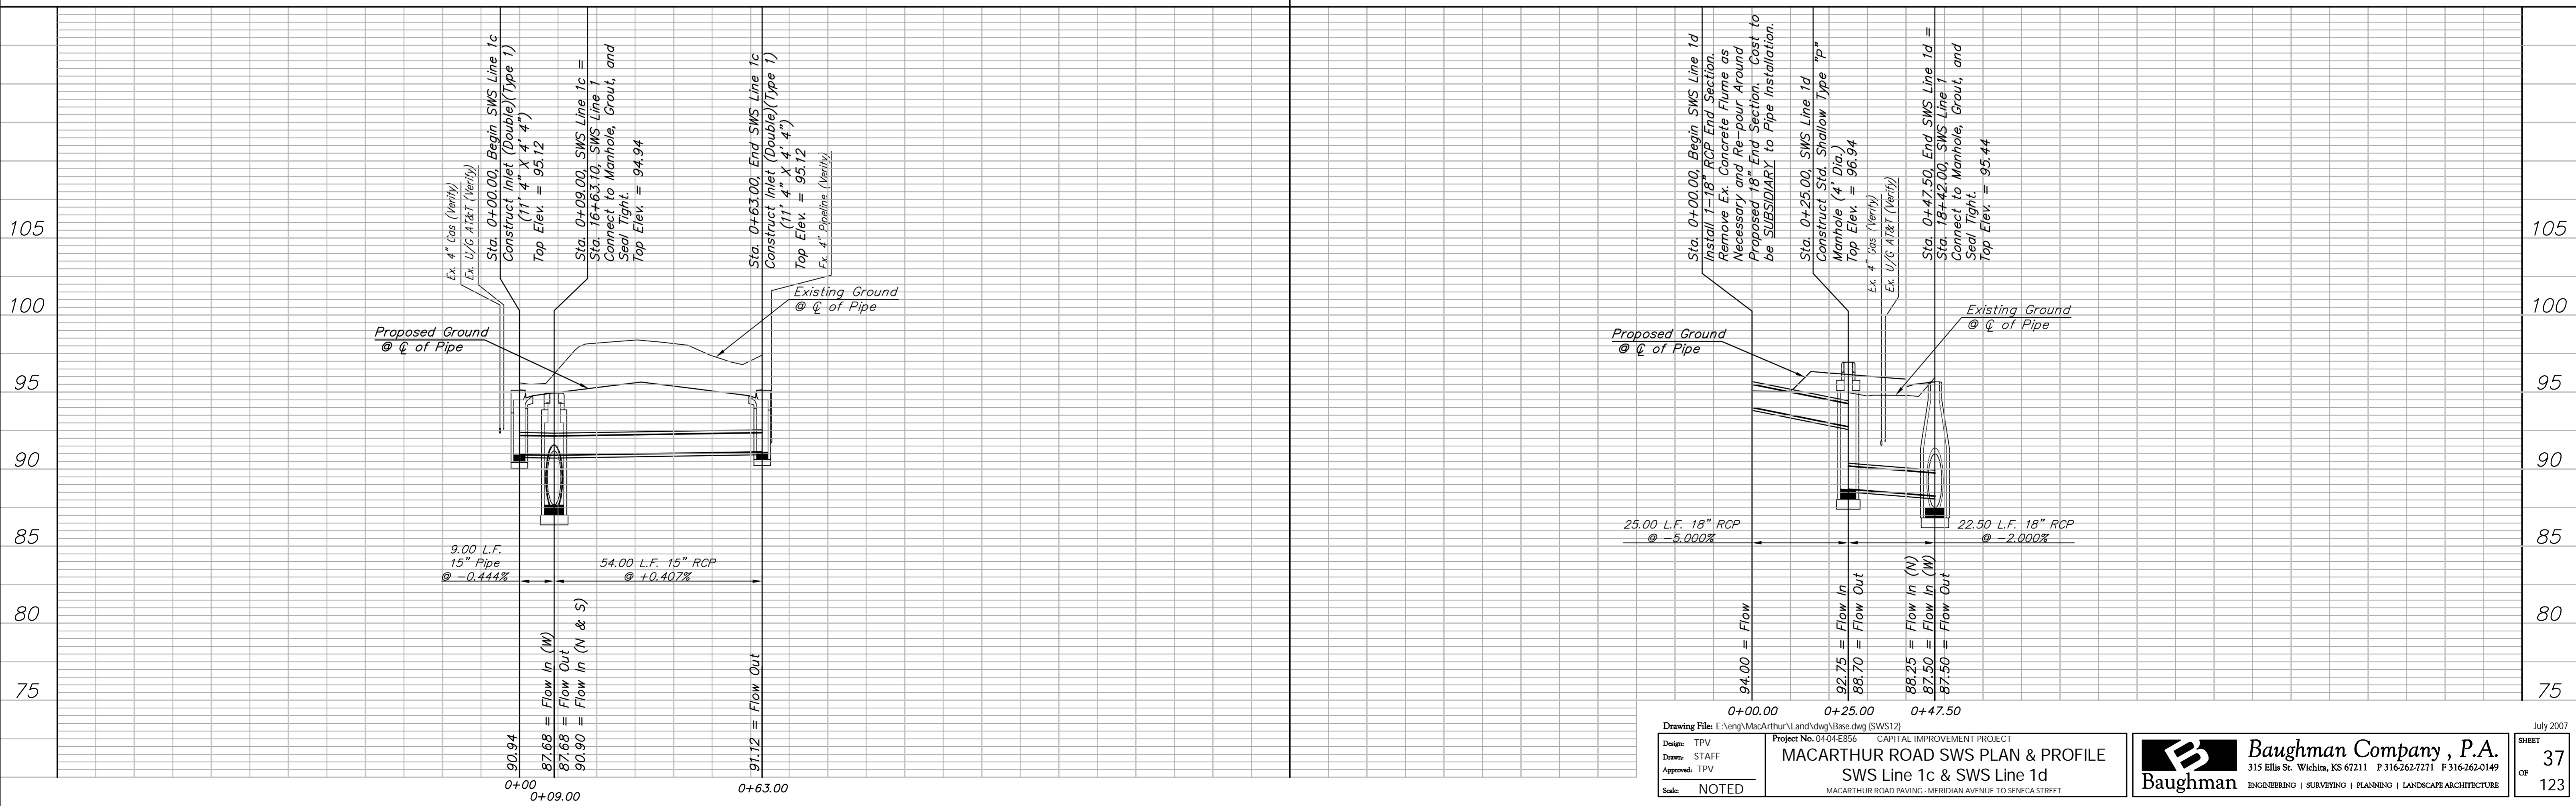 Ex. 4" Gas (Verify)
Ex. U/G AT&T (Verify)
Sta. 0+00.00, Begin SWS Line 1c
Construct Inlet (Double)(Type 1)
(11' 4" X 4' 4")
Top Elev. = 95.12
Sta. 0+09.00, SWS Line 1c =
Sta. 16+63.10, SWS Line 1
Connect to Manhole, Grout, and
Seal Tight.
Top Elev. = 94.94
Sta. 0+63.00, End SWS Line 1c
Construct Inlet (Double)(Type 1)
(11' 4" X 4' 4")
Top Elev. = 95.12
Ex. 4" Pipeline (Verify)
105
100
95
90
85
80
75
Proposed Ground
@ ℄ of Pipe
Existing Ground
@ ℄ of Pipe
9.00 L.F.
15" Pipe
@ -0.444%
54.00 L.F. 15" RCP
@ +0.407%
90.94
87.68 = Flow In (W)
87.68 = Flow Out
90.90 = Flow In (N & S)
91.12 = Flow Out
0+00
0+09.00
0+63.00
Sta. 0+00.00, Begin SWS Line 1d
Install 1-18" RCP End Section.
Remove Ex. Concrete Flume as
Necessary and Re-pour Around
Proposed 18" End Section. Cost to
be SUBSIDIARY to Pipe Installation.
Sta. 0+25.00, SWS Line 1d
Construct Std. Shallow Type "P"
Manhole (4' Dia.)
Top Elev. = 96.94
Ex. 4" Gas (Verify)
Ex. U/G AT&T (Verify)
Sta. 0+47.50, End SWS Line 1d =
Sta. 18+42.00, SWS Line 1
Connect to Manhole, Grout, and
Seal Tight.
Top Elev. = 95.44
Proposed Ground
@ ℄ of Pipe
Existing Ground
@ ℄ of Pipe
25.00 L.F. 18" RCP
@ -5.000%
22.50 L.F. 18" RCP
@ -2.000%
94.00 = Flow
92.75 = Flow In
88.70 = Flow Out
88.25 = Flow In (N)
87.50 = Flow In (W)
87.50 = Flow Out
0+00.00
0+25.00
0+47.50
105
100
95
90
85
80
75
Drawing File: E:\eng\MacArthur\Land\dwg\Base.dwg (SWS12)
July 2007
Design: TPV
Drawn: STAFF
Approved: TPV
Scale: NOTED
Project No. 04-04-E856 CAPITAL IMPROVEMENT PROJECT
MACARTHUR ROAD SWS PLAN & PROFILE
SWS Line 1c & SWS Line 1d
MACARTHUR ROAD PAVING - MERIDIAN AVENUE TO SENECA STREET
Baughman
Baughman Company, P.A.
315 Ellis St. Wichita, KS 67211 P 316-262-7271 F 316-262-0149
ENGINEERING | SURVEYING | PLANNING | LANDSCAPE ARCHITECTURE
SHEET
37
OF
123